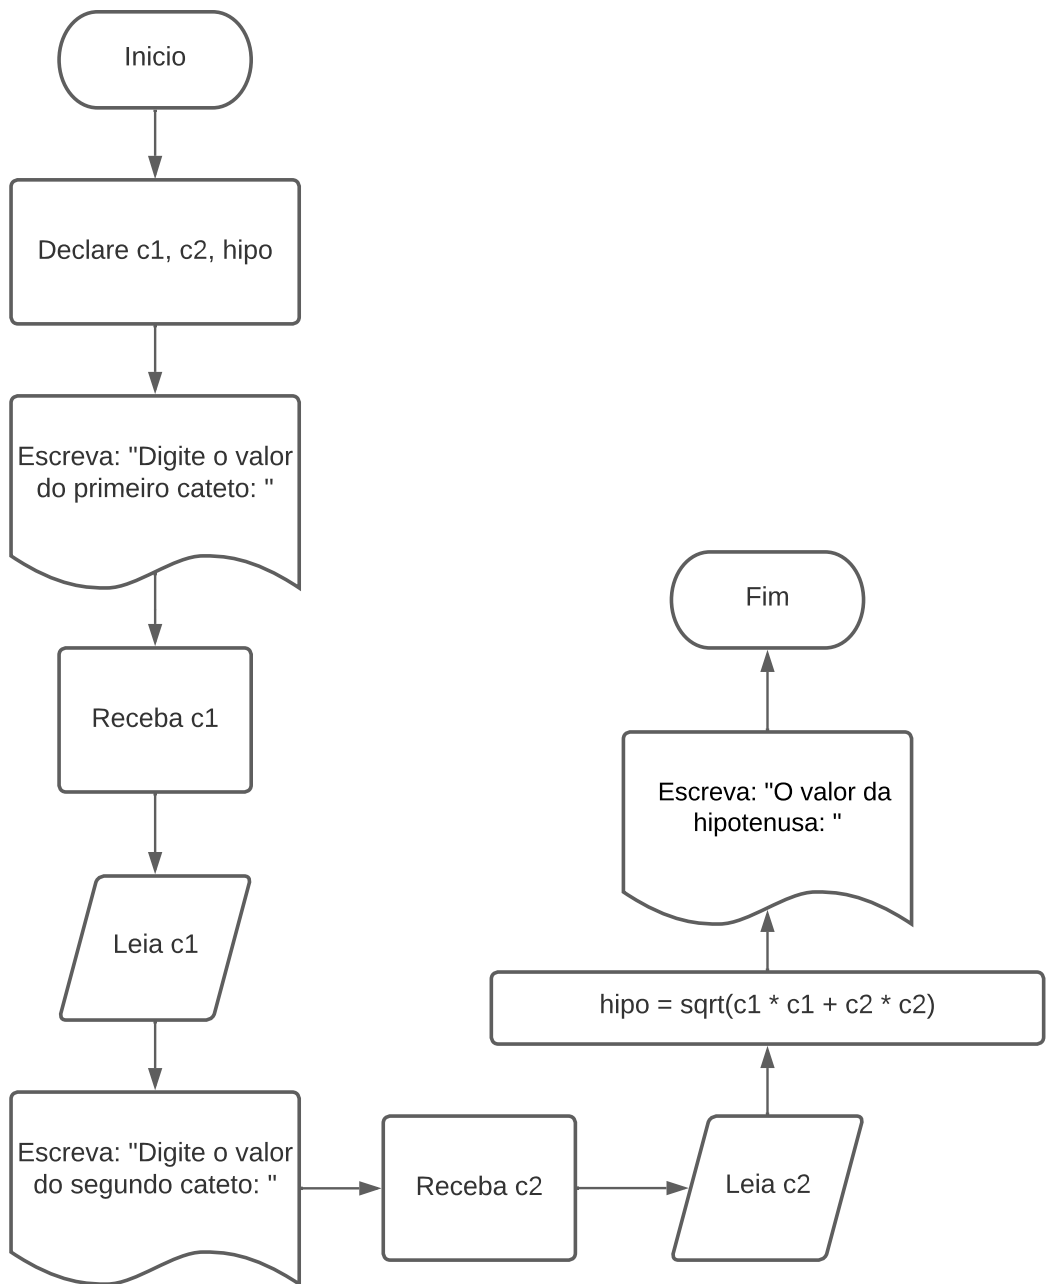 Inicio
Declare c1, c2, hipo
Escreva: "Digite o valor
do primeiro cateto: "
Receba c1
Leia c1
Escreva: "Digite o valor
do segundo cateto: "
Receba c2
Leia c2
hipo = sqrt(c1 * c1 + c2 * c2)
Escreva: "O valor da
hipotenusa: "
Fim